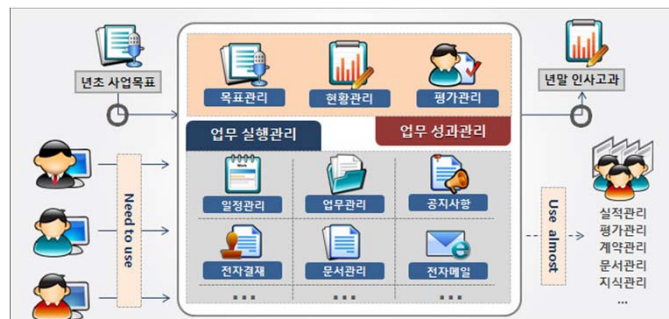 년초 사업목표
목표관리
현황관리
평가관리
년말 인사고과
업무 실행관리
업무 성과관리
Need to use
일정관리
업무관리
공지사항
전자결재
문서관리
전자메일
...
...
...
Use almost
실적관리
평가관리
계약관리
문서관리
지식관리
...